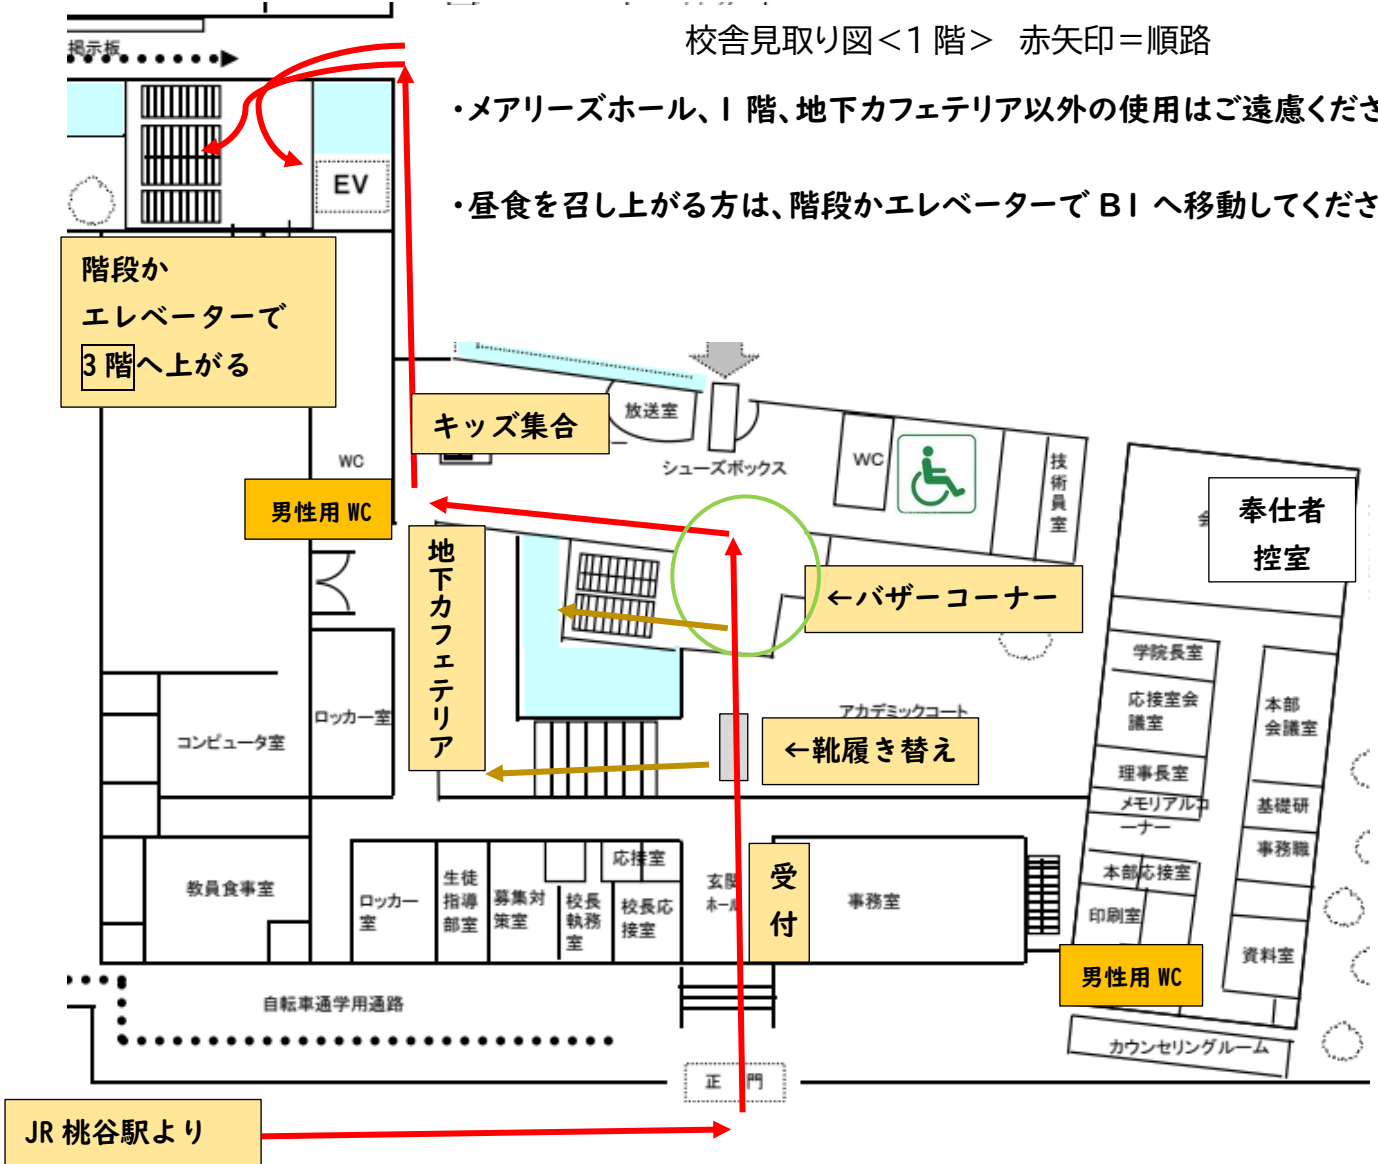 校舎見取り図＜1階＞ 赤矢印＝順路
掲示板
・メアリーズホール、1階、地下カフェテリア以外の使用はご遠慮くださ
・昼食を召し上がる方は、階段かエレベーターでB1へ移動してくださ
EV
階段か
エレベーターで
3階へ上がる
キッズ集合
放送室
シューズボックス
WC
技術員室
WC
男性用WC
奉仕者
控室
地下カフェテリア
←バザーコーナー
学院長室
応接室会
議室
本部
会議室
ロッカー室
コンピュータ室
アカデミックコート
←靴履き替え
理事長室
メモリアルコ
ーナー
基礎研
事務職
本部応接室
印刷室
資料室
教員食事室
ロッカー
室
生徒
指導
部室
募集対
策室
校長
執務
室
応接室
校長応
接室
玄関
ホール
受付
事務室
男性用WC
自転車通学用通路
カウンセリングルーム
正門
JR桃谷駅より